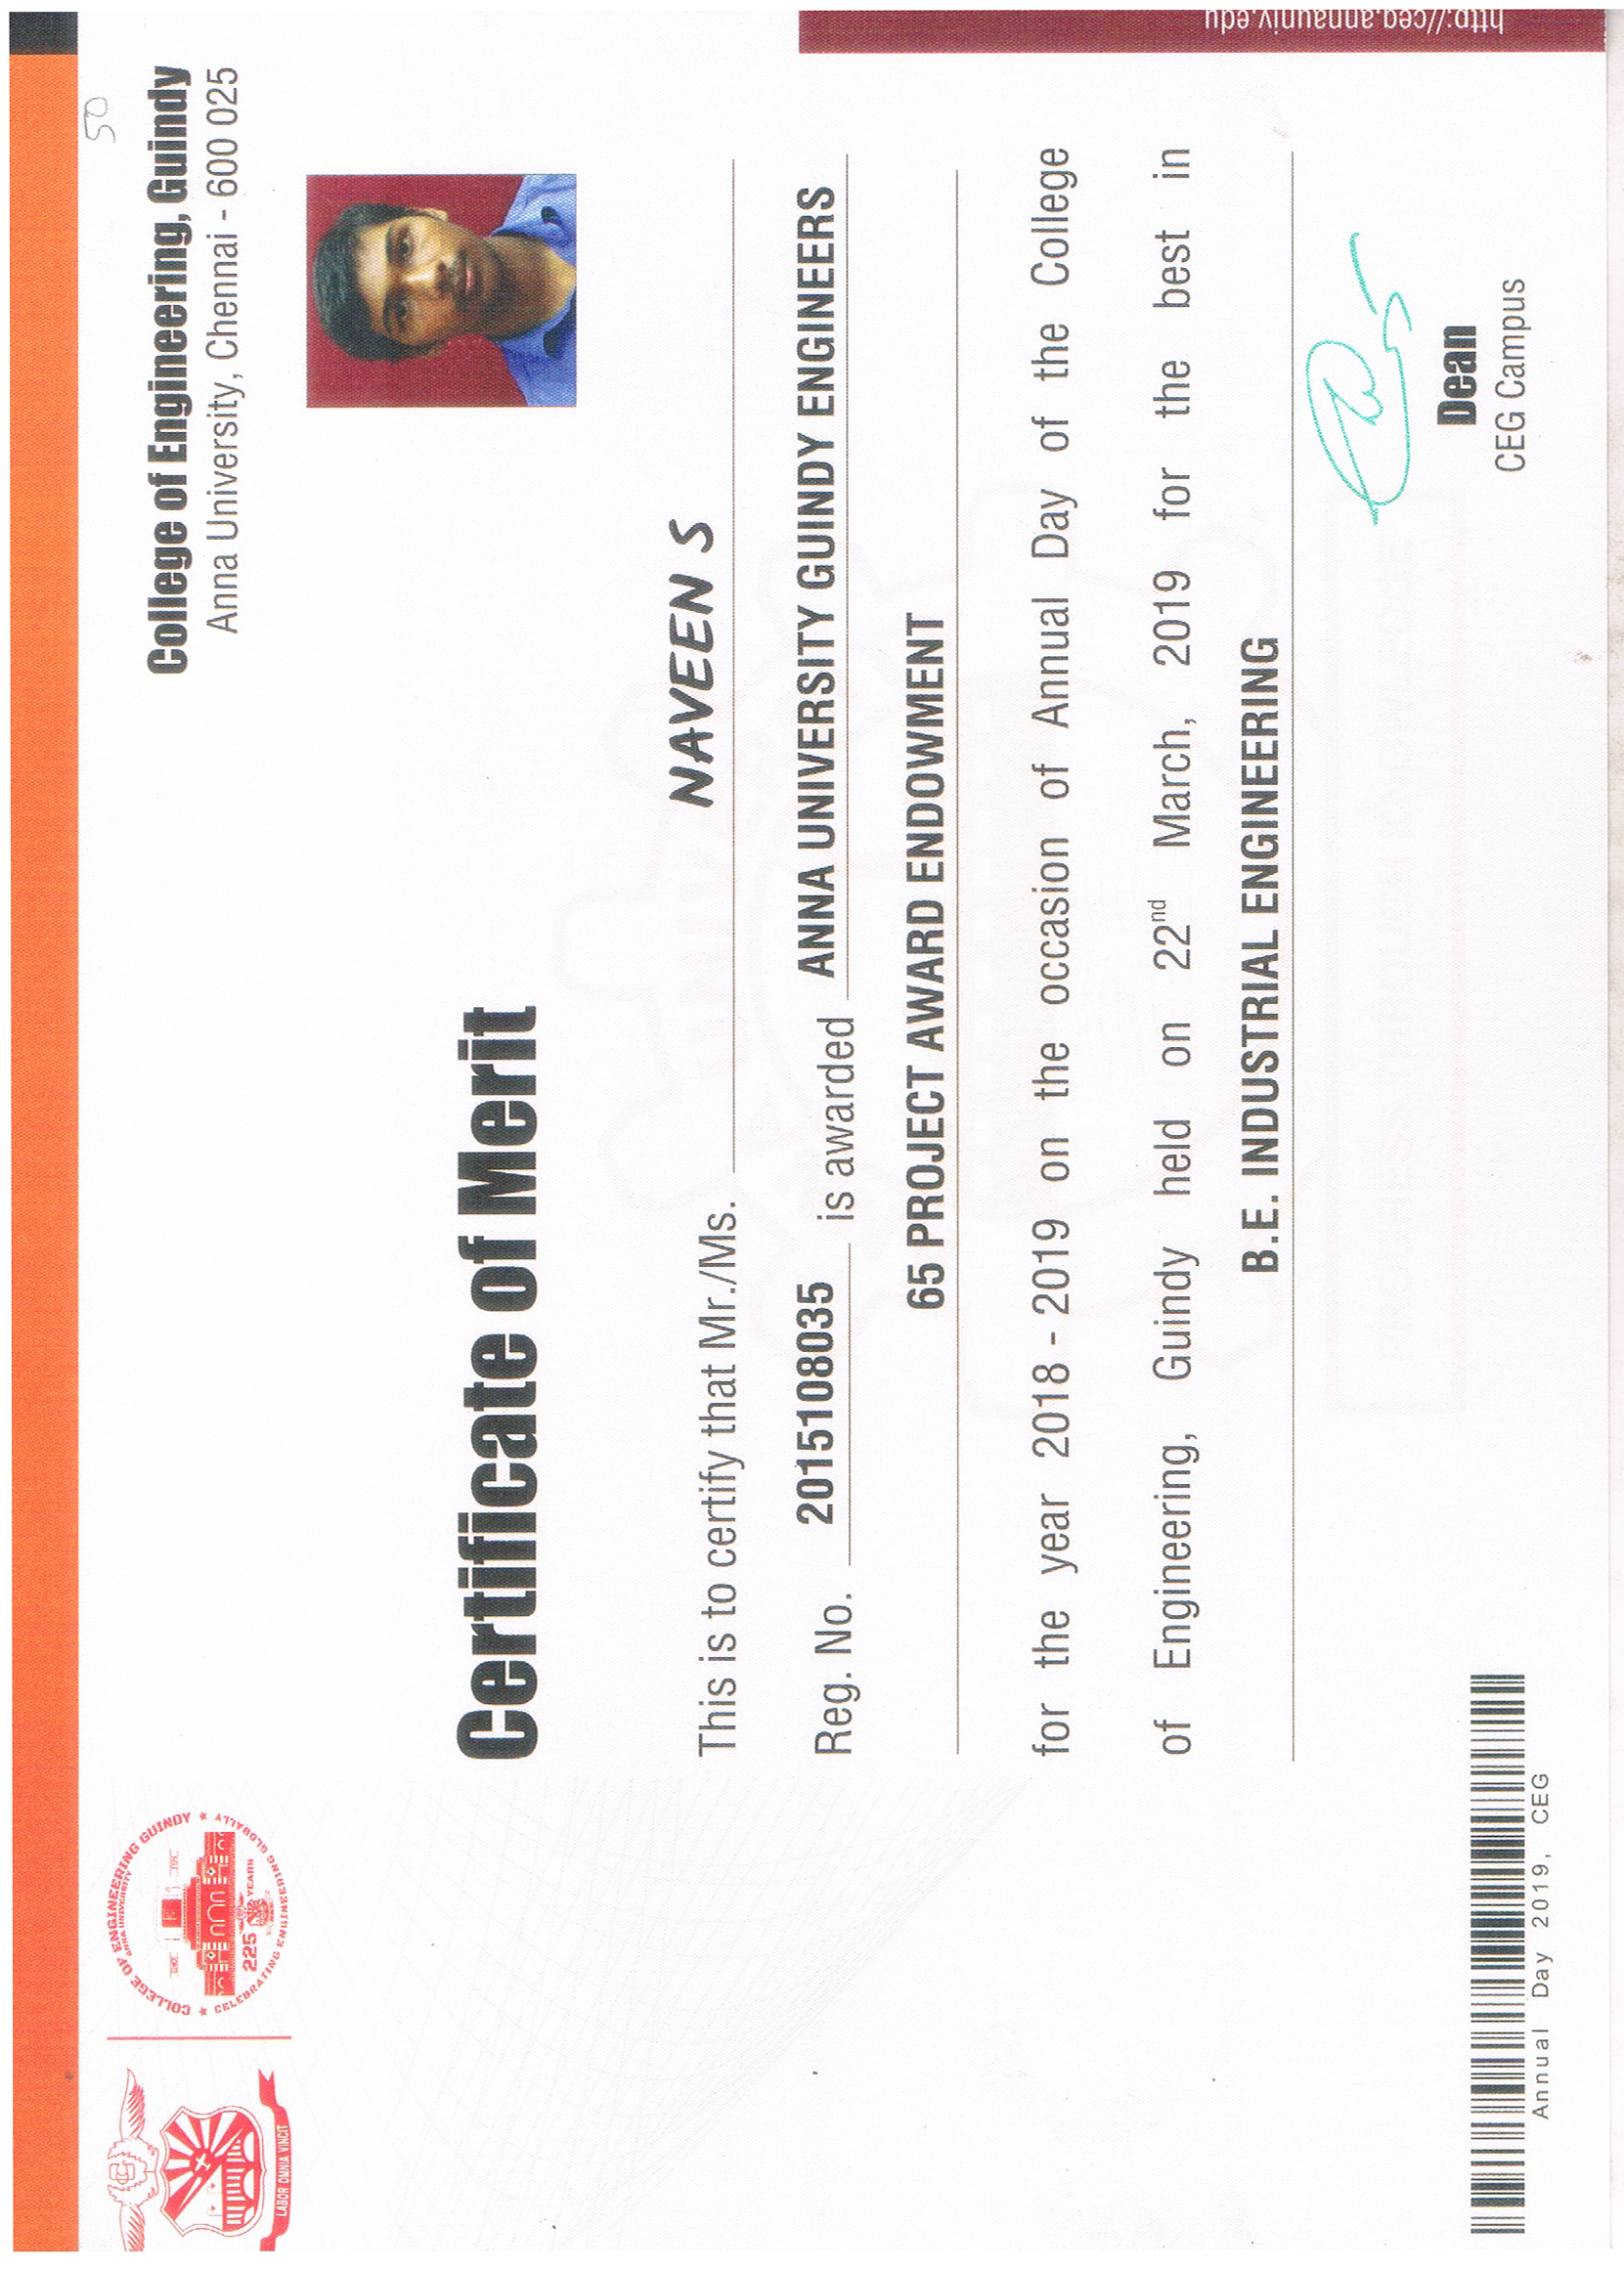 50
College of Engineering, Guindy
Anna University, Chennai - 600 025
COLLEGE OF ENGINEERING GUINDY
ANNA UNIVERSITY
225 YEARS
CELEBRATING ENGINEERING GLOBALLY
LABOR OMNIA VINCIT
Certificate of Merit
This is to certify that Mr./Ms. NAVEEN S
Reg. No. 2015108035 is awarded ANNA UNIVERSITY GUINDY ENGINEERS
65 PROJECT AWARD ENDOWMENT
for the year 2018 - 2019 on the occasion of Annual Day of the College
of Engineering, Guindy held on 22nd March, 2019 for the best in
B.E. INDUSTRIAL ENGINEERING
PROGRESS THROUGH KNOWLEDGE
Dean
CEG Campus
Annual Day 2019, CEG
http://ceg.annauniv.edu